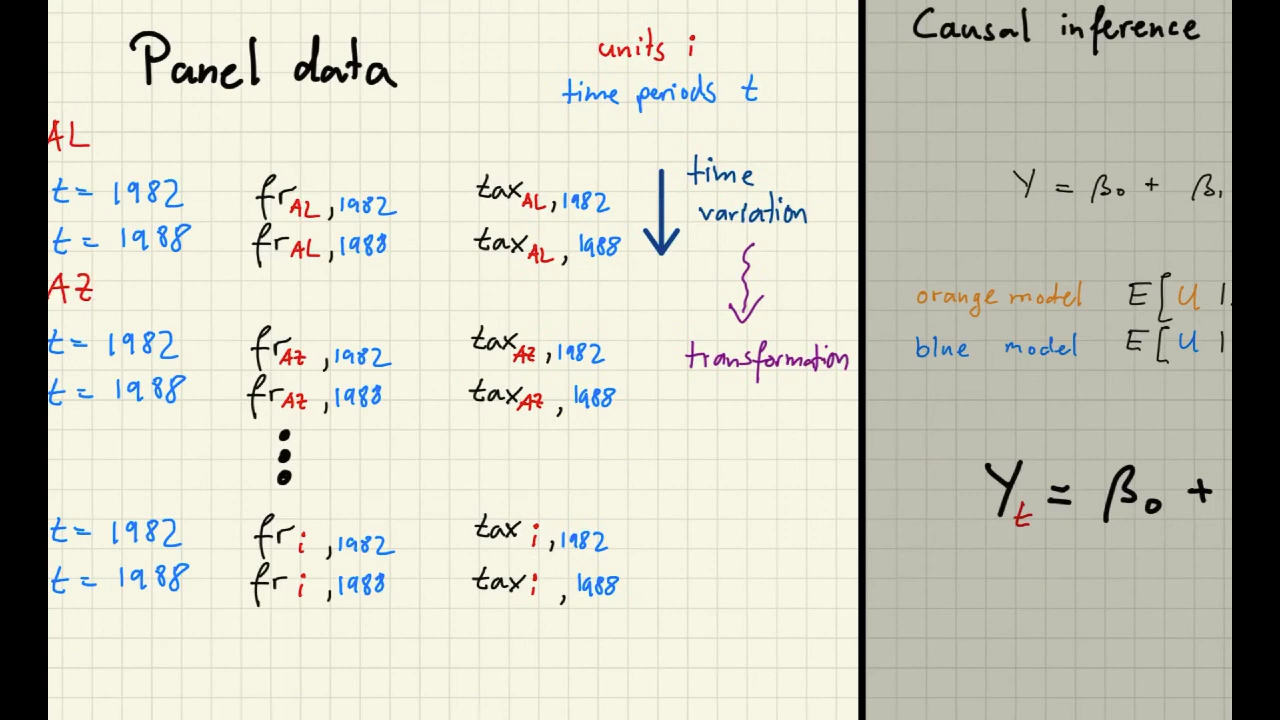 Panel data
units i
time periods t
AL
t = 1982 fr AL, 1982 tax AL, 1982
t = 1988 fr AL, 1988 tax AL, 1988
time
variation
AZ
t = 1982 fr AZ, 1982 tax AZ, 1982
t = 1988 fr AZ, 1988 tax AZ, 1988
transformation
t = 1982 fr i, 1982 tax i, 1982
t = 1988 fr i, 1988 tax i, 1988
Causal inference
Y = β0 + β1
orange model E[U |
blue model E[U |
Yt = β0 +